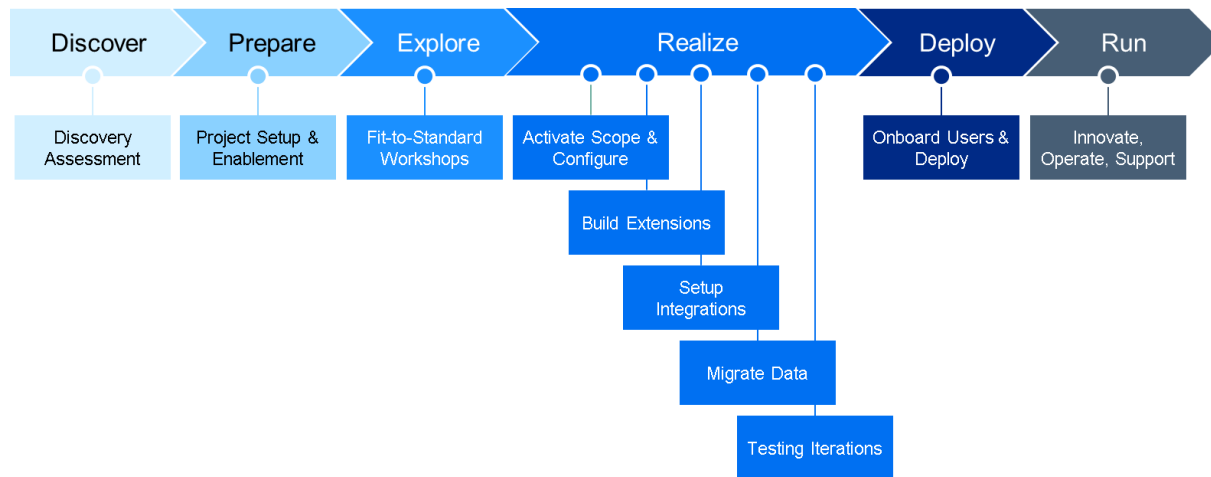 Discover
Prepare
Explore
Realize
Deploy
Run
Discovery
Assessment
Project Setup &
Enablement
Fit-to-Standard
Workshops
Activate Scope &
Configure
Onboard Users &
Deploy
Innovate,
Operate, Support
Build Extensions
Setup
Integrations
Migrate Data
Testing Iterations